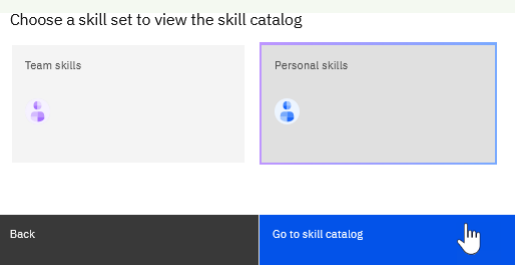 Choose a skill set to view the skill catalog
Team skills
Personal skills
Back
Go to skill catalog